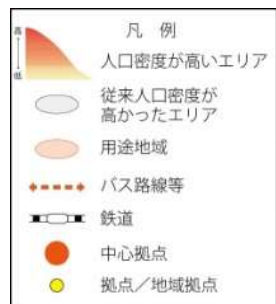 凡 例
高
低
人口密度が高いエリア
従来人口密度が
高かったエリア
用途地域
バス路線等
鉄道
中心拠点
拠点／地域拠点